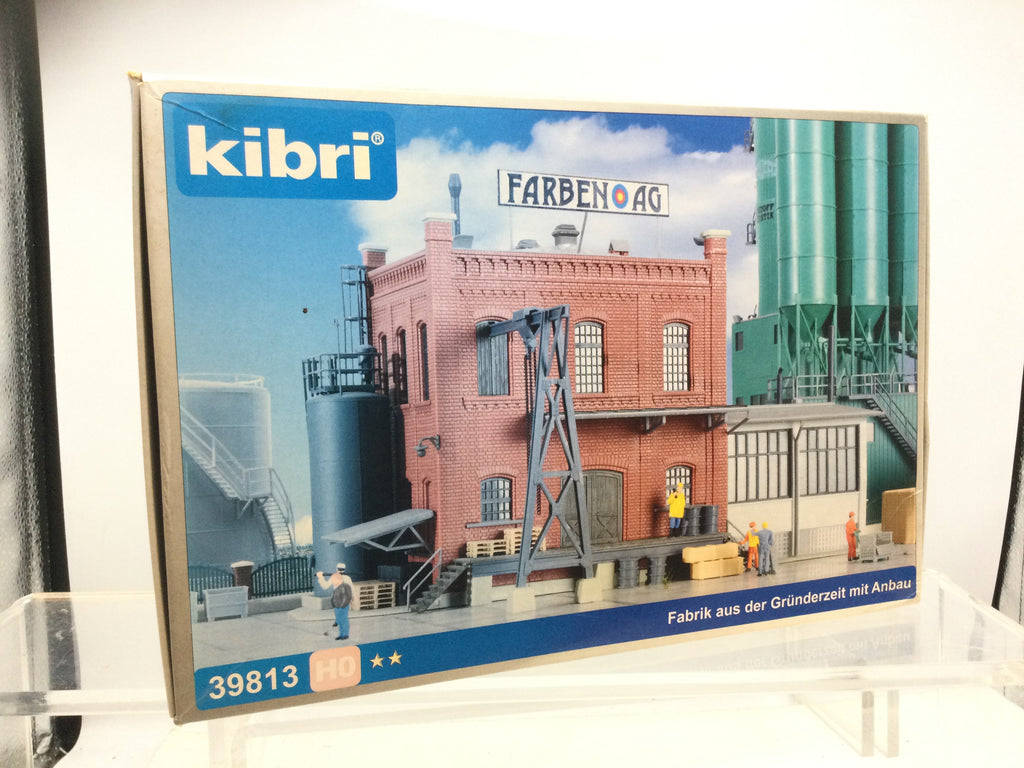 kibri®
FARBEN AG
Fabrik aus der Gründerzeit mit Anbau
39813 H0